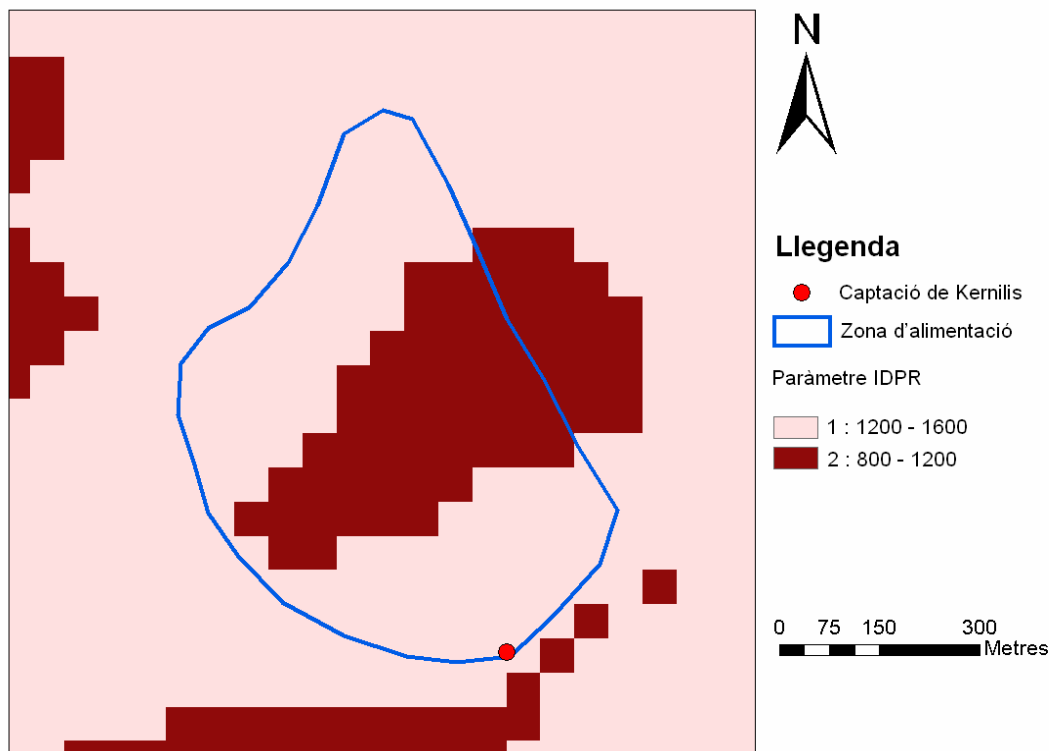 N
Llegenda
Captació de Kernilis
Zona d'alimentació
Paràmetre IDPR
1 : 1200 - 1600
2 : 800 - 1200
0 75 150 300
Metres